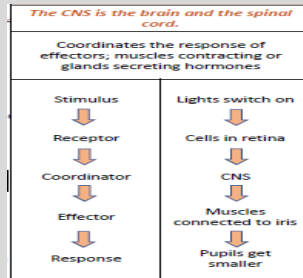 The CNS is the brain and the spinal
cord.
Coordinates the response of
effectors; muscles contracting or
glands secreting hormones
Stimulus
Receptor
Coordinator
Effector
Response
Lights switch on
Cells in retina
CNS
Muscles
connected to iris
Pupils get
smaller